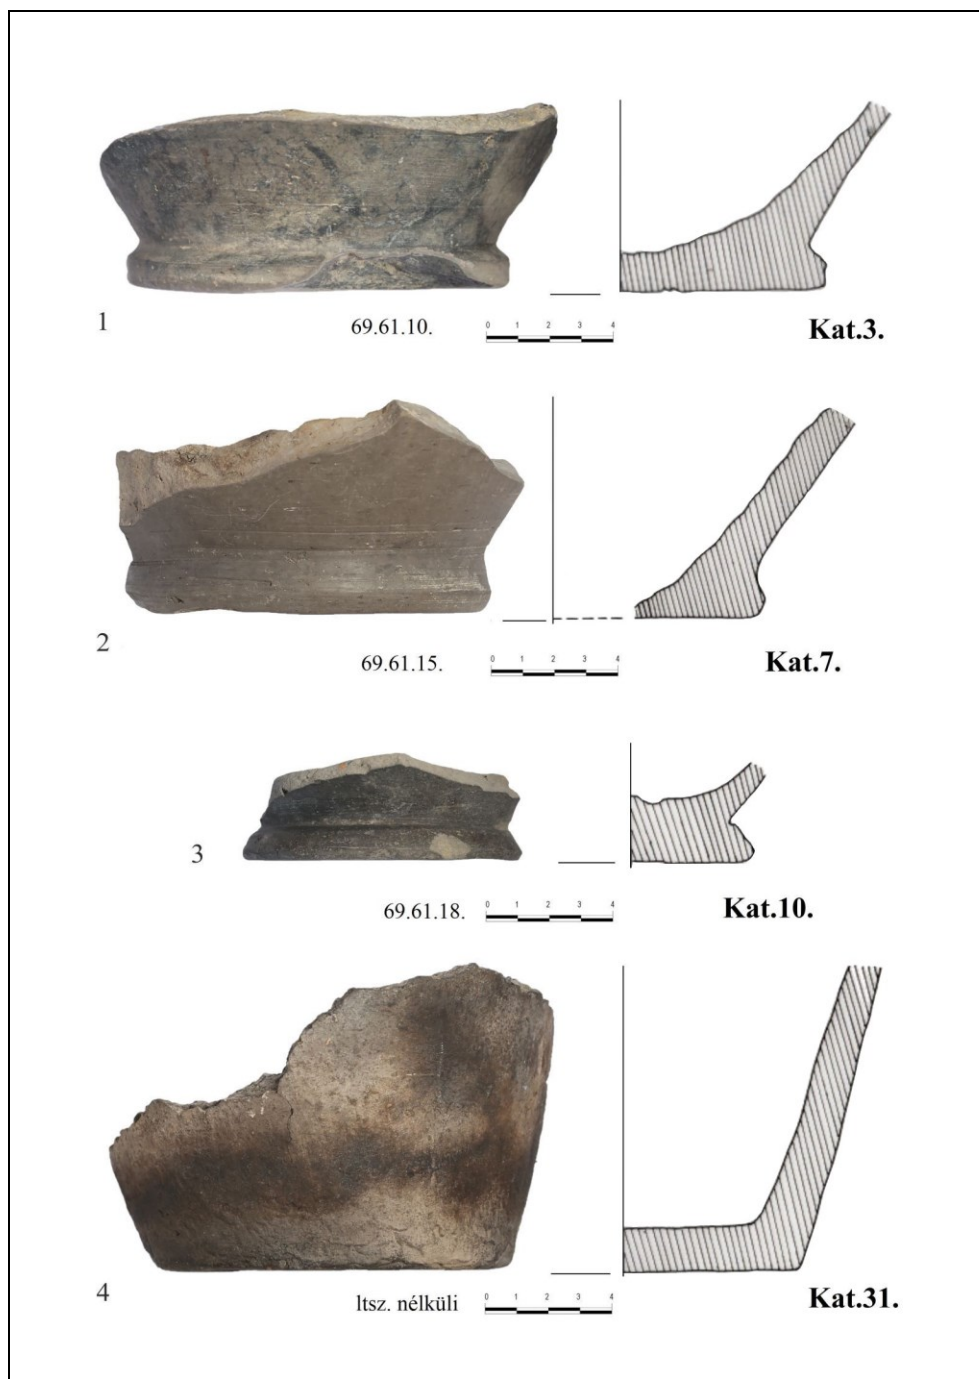 1
69.61.10.
0 1 2 3 4
Kat.3.
2
69.61.15.
0 1 2 3 4
Kat.7.
3
69.61.18.
0 1 2 3 4
Kat.10.
4
ltsz. nélküli
0 1 2 3 4
Kat.31.